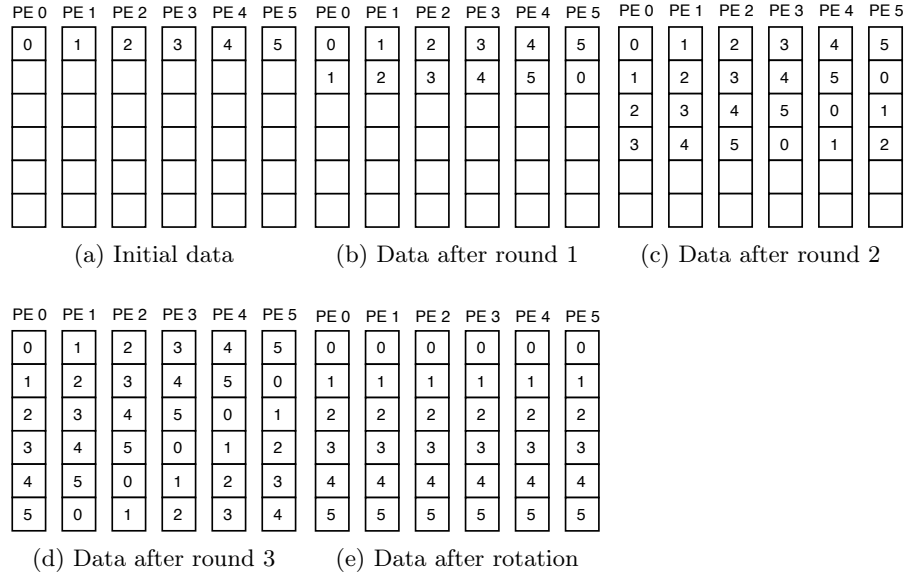 PE 0 PE 1 PE 2 PE 3 PE 4 PE 5
0 1 2 3 4 5
(a) Initial data
PE 0 PE 1 PE 2 PE 3 PE 4 PE 5
0 1 2 3 4 5
1 2 3 4 5 0
(b) Data after round 1
PE 0 PE 1 PE 2 PE 3 PE 4 PE 5
0 1 2 3 4 5
1 2 3 4 5 0
2 3 4 5 0 1
3 4 5 0 1 2
(c) Data after round 2
PE 0 PE 1 PE 2 PE 3 PE 4 PE 5
0 1 2 3 4 5
1 2 3 4 5 0
2 3 4 5 0 1
3 4 5 0 1 2
4 5 0 1 2 3
5 0 1 2 3 4
(d) Data after round 3
PE 0 PE 1 PE 2 PE 3 PE 4 PE 5
0 0 0 0 0 0
1 1 1 1 1 1
2 2 2 2 2 2
3 3 3 3 3 3
4 4 4 4 4 4
5 5 5 5 5 5
(e) Data after rotation